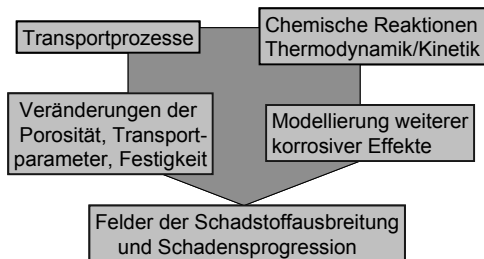 Transportprozesse
Chemische Reaktionen
Thermodynamik/Kinetik
Veränderungen der
Porosität, Transport-
parameter, Festigkeit
Modellierung weiterer
korrosiver Effekte
Felder der Schadstoffausbreitung
und Schadensprogression